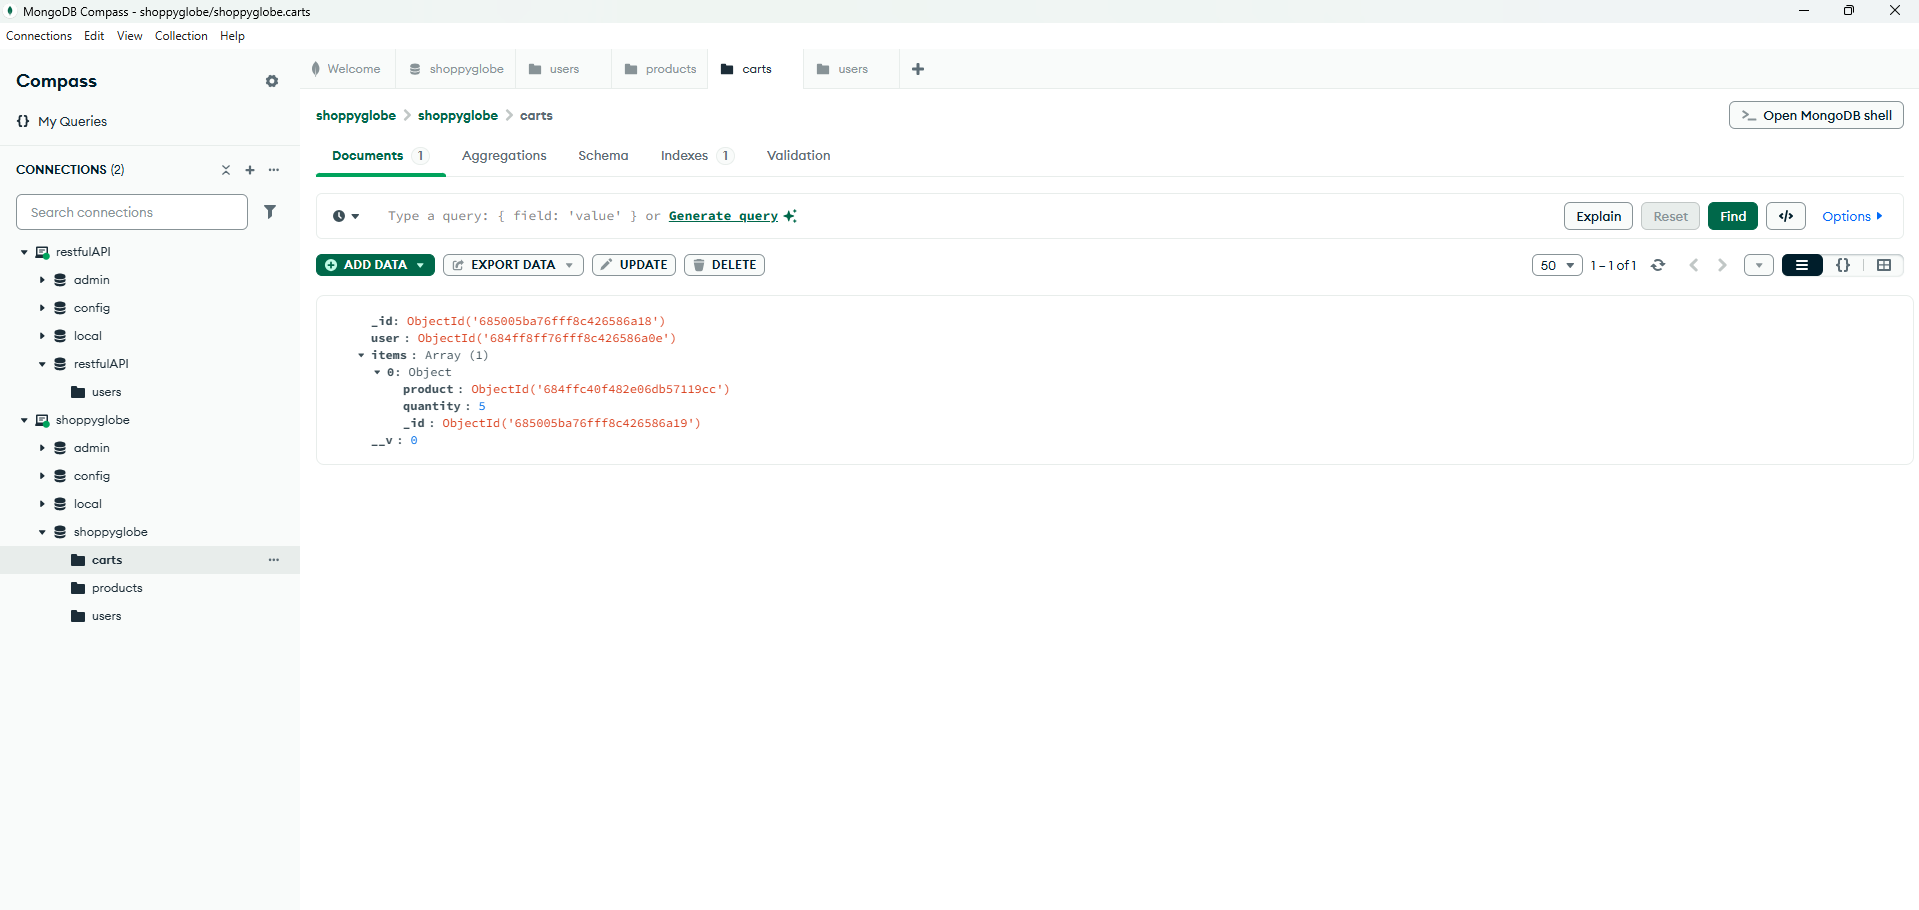 MongoDB Compass - shoppyglobe/shoppyglobe.carts
Connections Edit View Collection Help
Compass
{} My Queries
CONNECTIONS (2)
Search connections
restfulAPI
admin
config
local
restfulAPI
users
shoppyglobe
admin
config
local
shoppyglobe
carts
products
users
Welcome shoppyglobe users products carts users
shoppyglobe > shoppyglobe > carts
>_ Open MongoDB shell
Documents 1 Aggregations Schema Indexes 1 Validation
Type a query: { field: 'value' } or Generate query
Explain Reset Find </> Options
ADD DATA EXPORT DATA UPDATE DELETE
50 1 – 1 of 1 {}
_id: ObjectId('685005ba76fff8c426586a18')
user : ObjectId('684ff8ff76fff8c426586a0e')
items : Array (1)
0: Object
product : ObjectId('684ffc40f482e06db57119cc')
quantity : 5
_id : ObjectId('685005ba76fff8c426586a19')
__v : 0